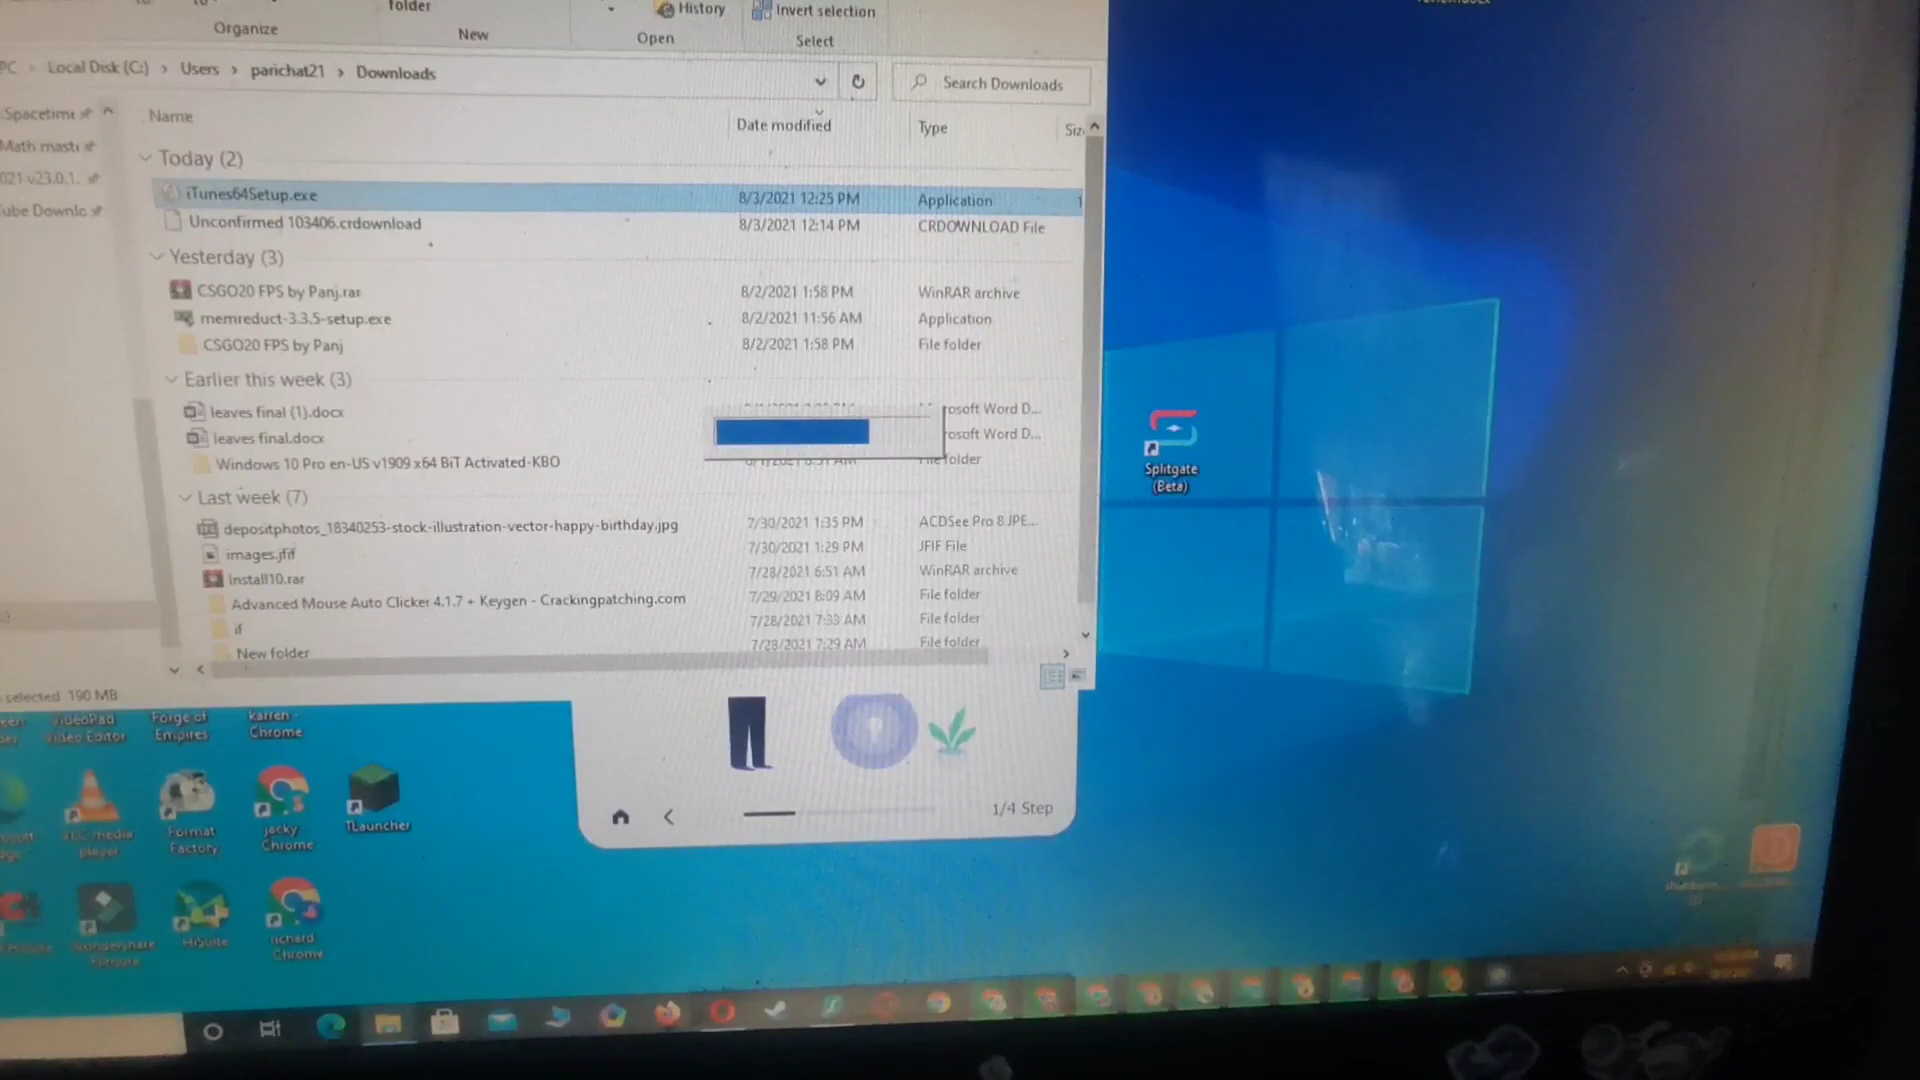 Organize
folder
New
History
Open
Invert selection
Select
PC > Local Disk (C:) > Users > parichat21 > Downloads
Search Downloads
Spacetime
Math maste
021 v23.0.1.
Tube Downlo
Name Date modified Type Siz
Today (2)
iTunes64Setup.exe 8/3/2021 12:25 PM Application 1
Unconfirmed 103406.crdownload 8/3/2021 12:14 PM CRDOWNLOAD File
Yesterday (3)
CSGO20 FPS by Panj.rar 8/2/2021 1:58 PM WinRAR archive
memreduct-3.3.5-setup.exe 8/2/2021 11:56 AM Application
CSGO20 FPS by Panj 8/2/2021 1:58 PM File folder
Earlier this week (3)
leaves final (1).docx rosoft Word D...
leaves final.docx rosoft Word D...
Windows 10 Pro en-US v1909 x64 BiT Activated-KBO File folder
Last week (7)
depositphotos_18340253-stock-illustration-vector-happy-birthday.jpg 7/30/2021 1:35 PM ACDSee Pro 8 JPE...
images.jfif 7/30/2021 1:29 PM JFIF File
Install10.rar 7/28/2021 6:51 AM WinRAR archive
Advanced Mouse Auto Clicker 4.1.7 + Keygen - Crackingpatching.com 7/29/2021 8:09 AM File folder
if 7/28/2021 7:33 AM File folder
New folder 7/28/2021 7:29 AM File folder
selected 190 MB
Splitgate
(Beta)
VideoPad
Video Editor
Forge of
Empires
karren -
Chrome
VLC media
player
Format
Factory
jacky -
Chrome
TLauncher
HiSuite
richard
Chrome
1/4 Step